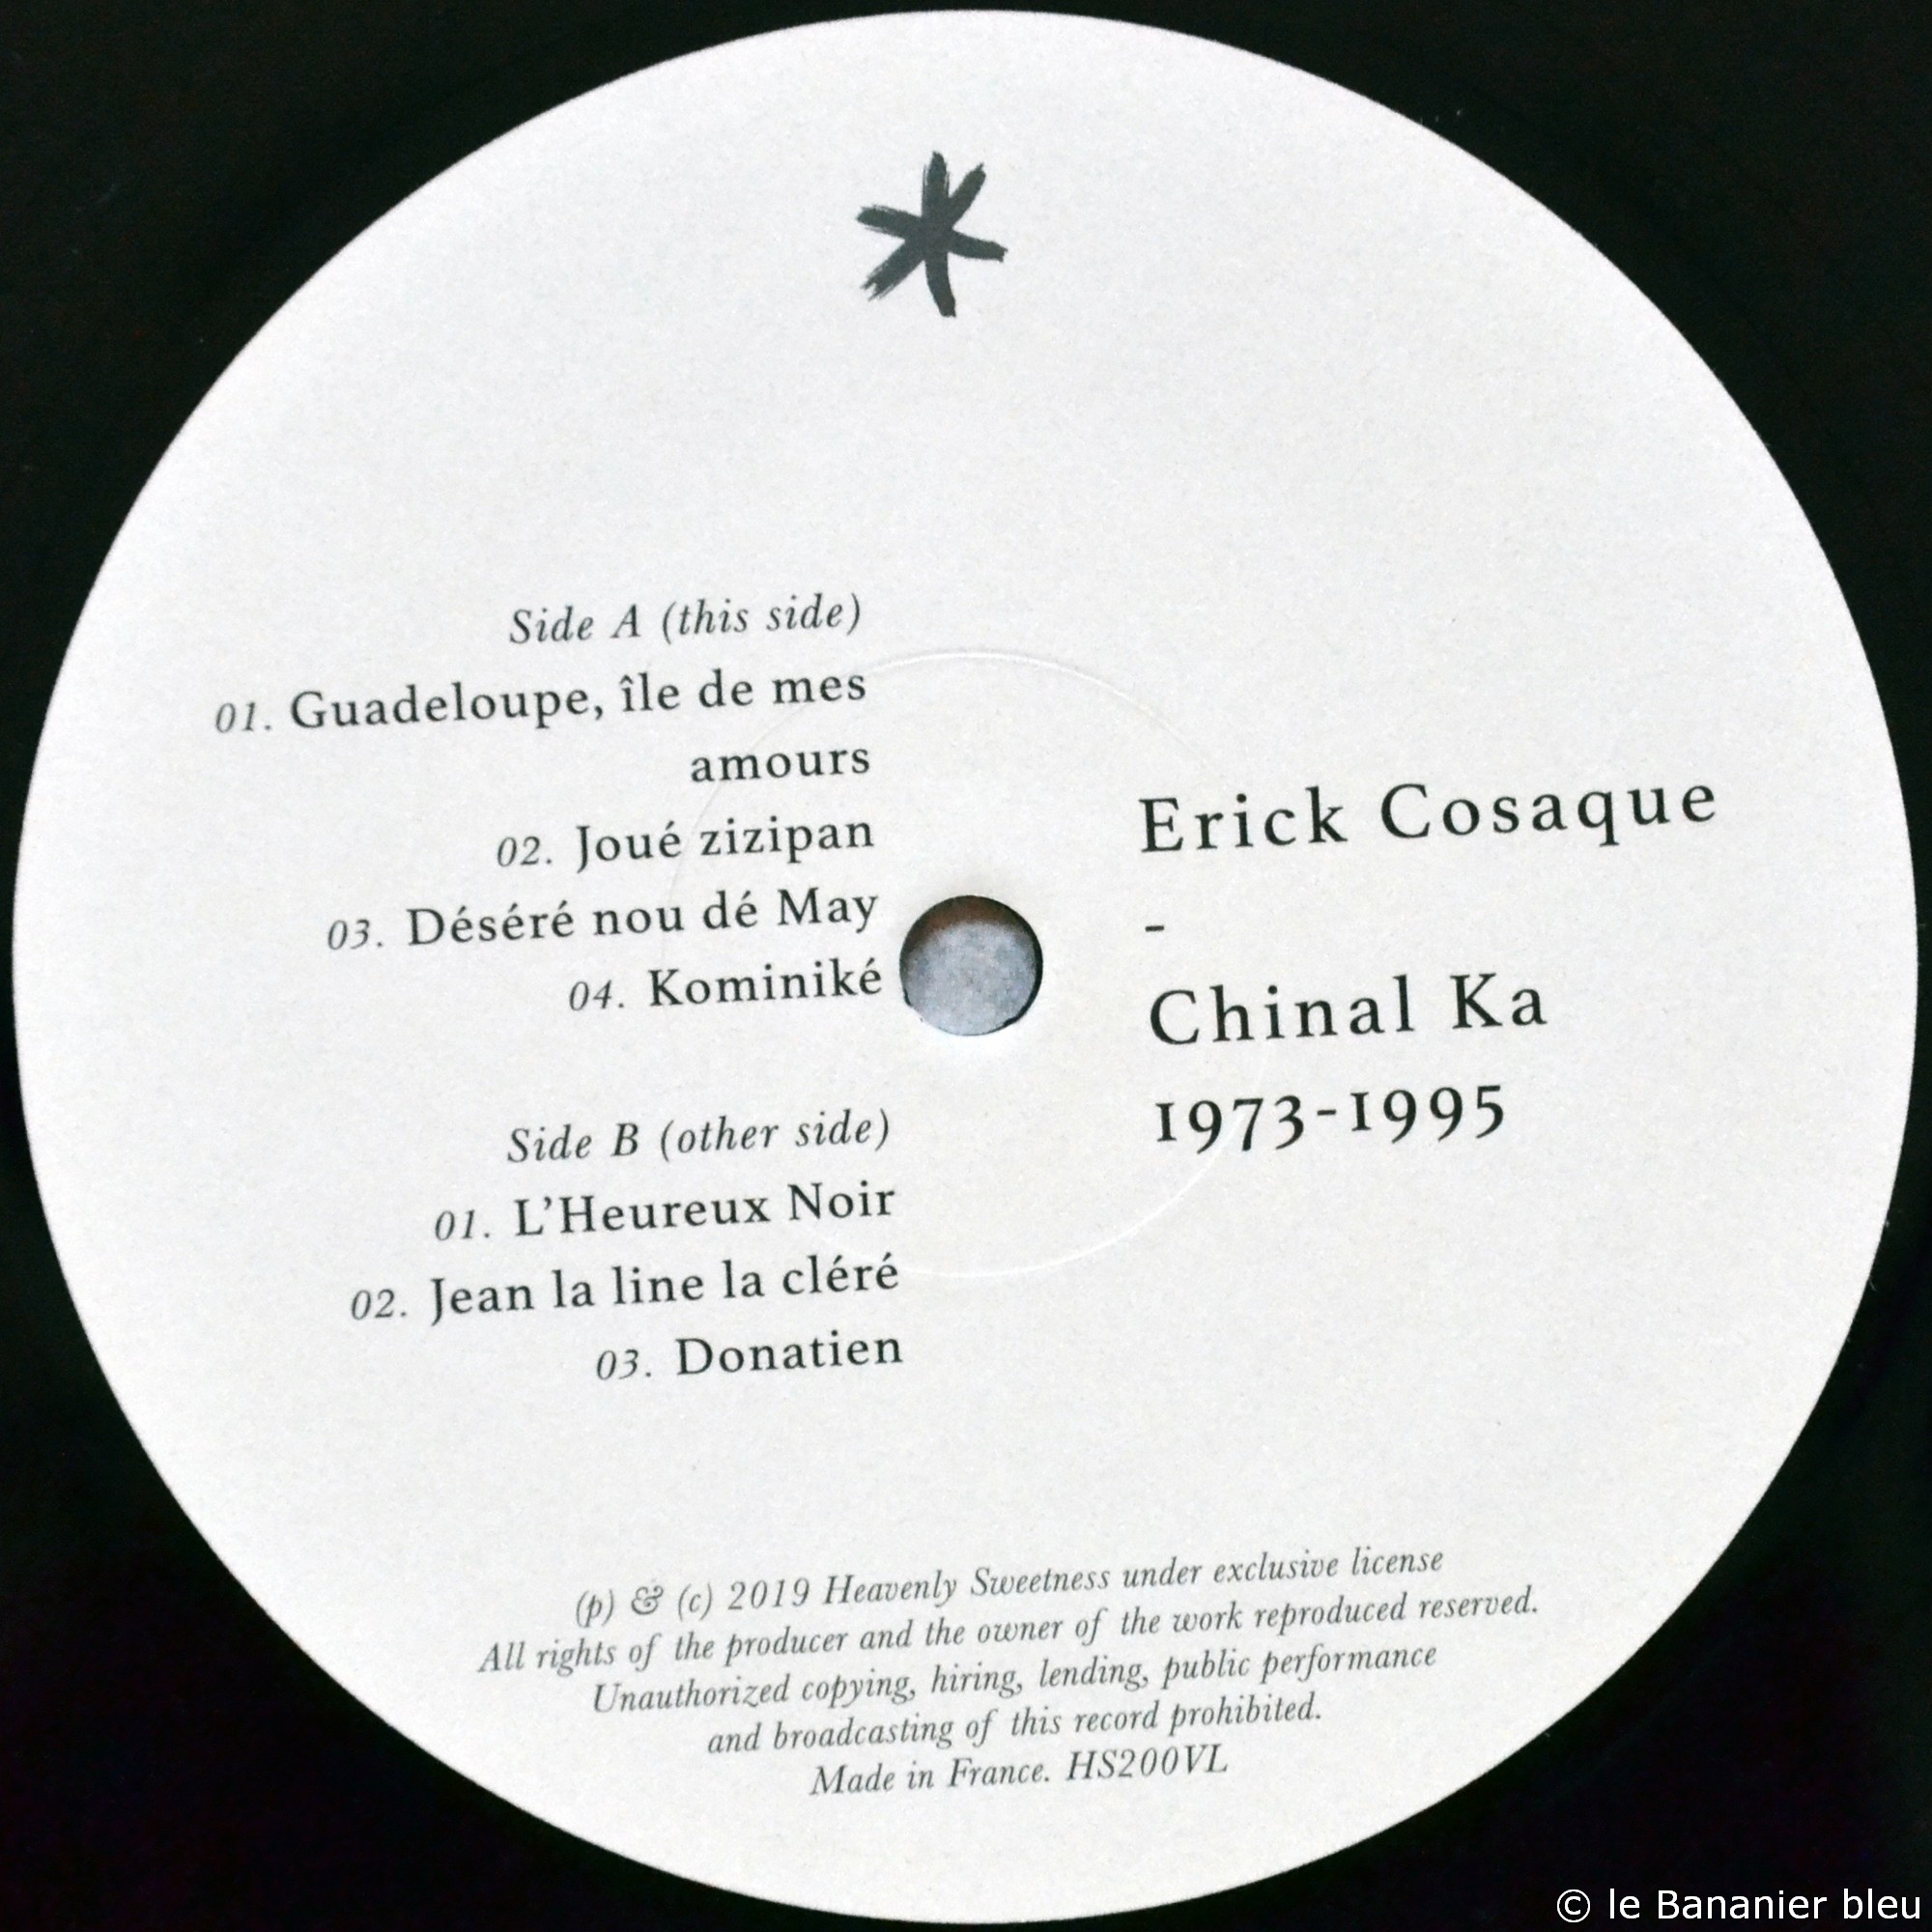 Side A (this side)
01. Guadeloupe, île de mes
amours
02. Joué zizipan
03. Déséré nou dé May
04. Kominiké
Side B (other side)
01. L'Heureux Noir
02. Jean la line la cléré
03. Donatien
Erick Cosaque
-
Chinal Ka
1973-1995
(p) & (c) 2019 Heavenly Sweetness under exclusive license
All rights of the producer and the owner of the work reproduced reserved.
Unauthorized copying, hiring, lending, public performance
and broadcasting of this record prohibited.
Made in France. HS200VL
© le Bananier bleu